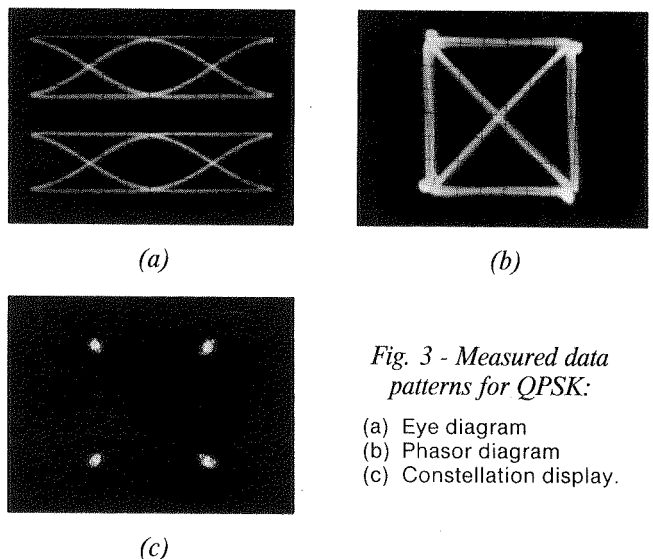 (a)
(b)
(c)
Fig. 3 - Measured data
patterns for QPSK:
(a) Eye diagram
(b) Phasor diagram
(c) Constellation display.